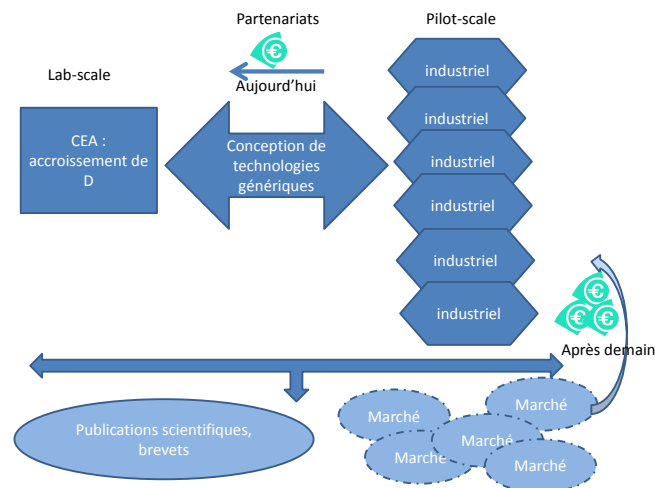 Partenariats
Pilot-scale
Lab-scale
€
Aujourd'hui
CEA :
accroissement de
D
Conception de
technologies
génériques
industriel
industriel
industriel
industriel
industriel
industriel
€
€
€
Après demain
Publications scientifiques,
brevets
Marché
Marché
Marché
Marché
Marché